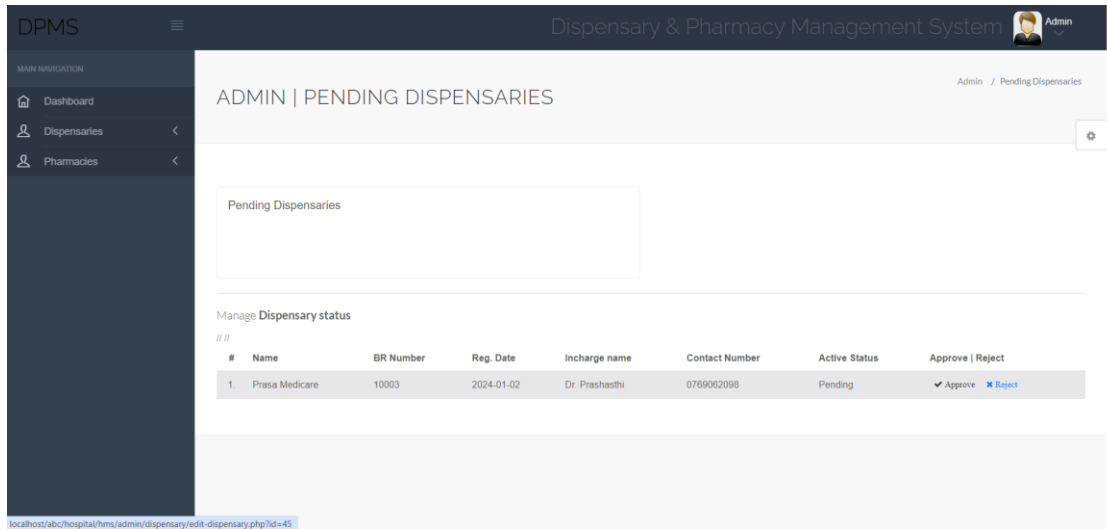 DPMS
Dispensary & Pharmacy Management System
Admin
MAIN NAVIGATION
Dashboard
Dispensaries
Pharmacies
ADMIN | PENDING DISPENSARIES
Admin / Pending Dispensaries
Pending Dispensaries
Manage Dispensary status
// //
# Name BR Number Reg. Date Incharge name Contact Number Active Status Approve | Reject
1. Prasa Medicare 10003 2024-01-02 Dr. Prashasthi 0769062098 Pending Approve Reject
localhost/abc/hospital/hms/admin/dispensary/edit-dispensary.php?id=45